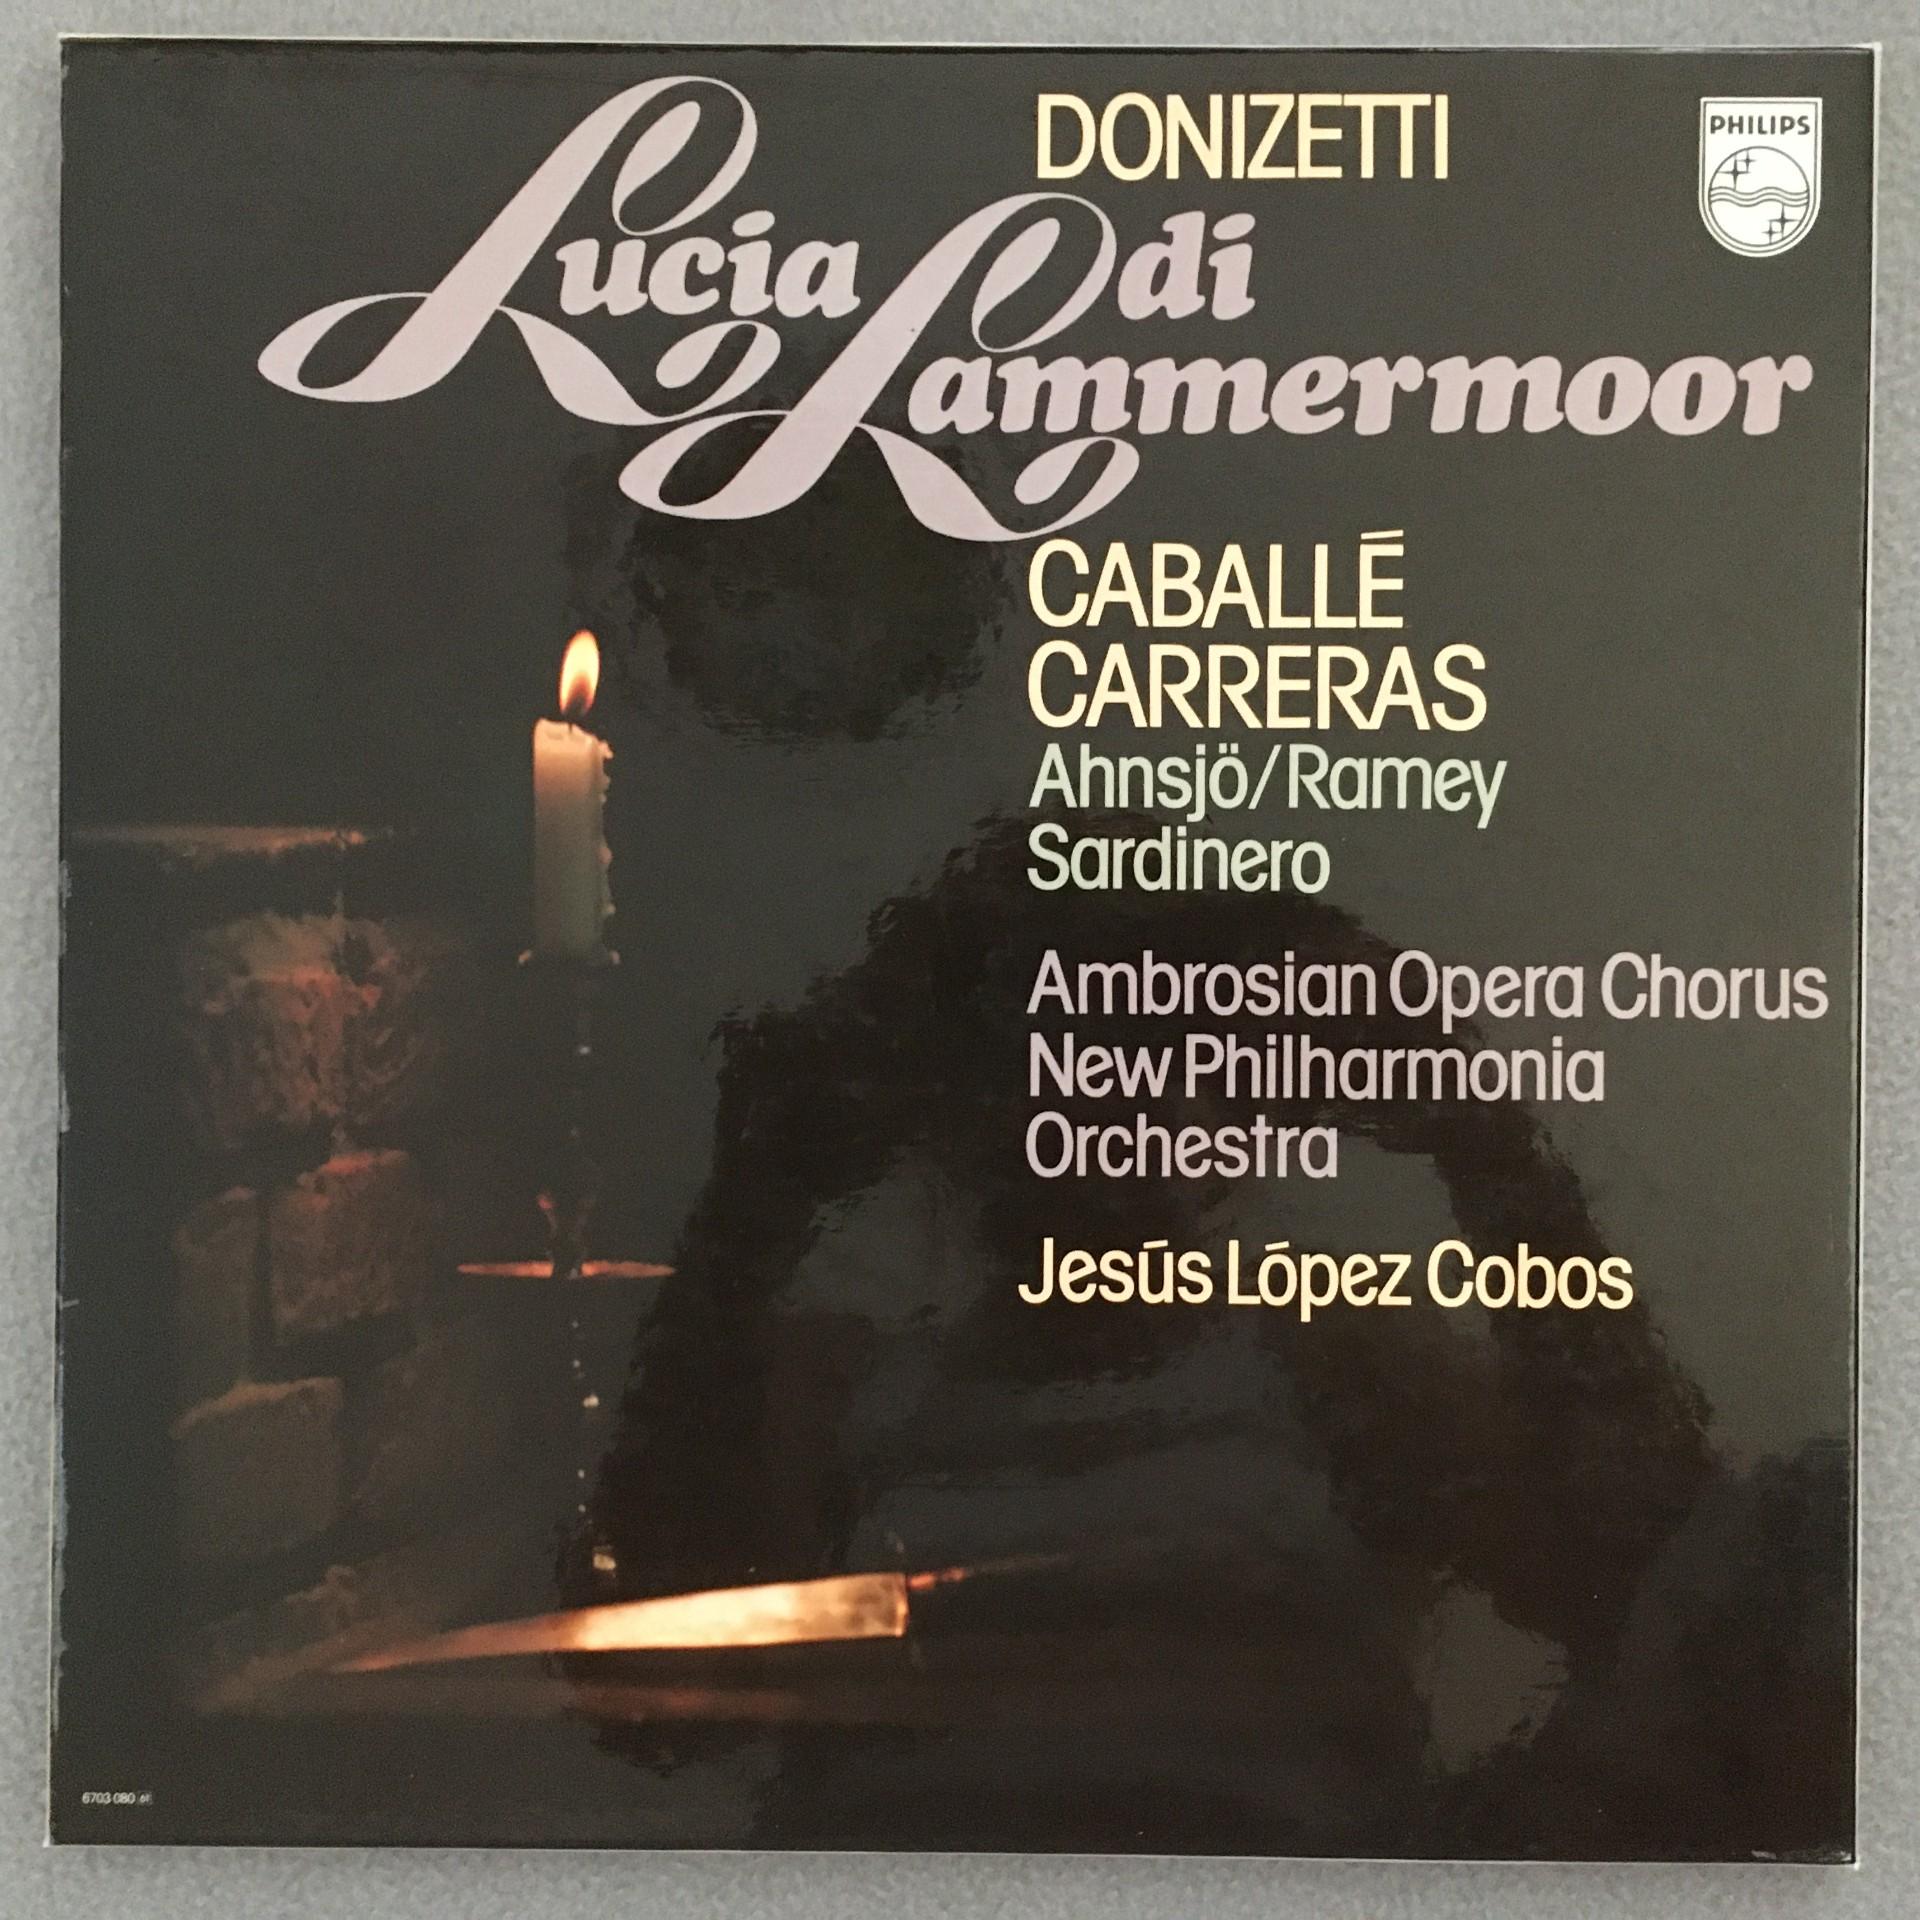 DONIZETTI
PHILIPS
Lucia di
Lammermoor
CABALLÉ
CARRERAS
Ahnsjö/Ramey
Sardinero
Ambrosian Opera Chorus
New Philharmonia
Orchestra
Jesús López Cobos
6703 080